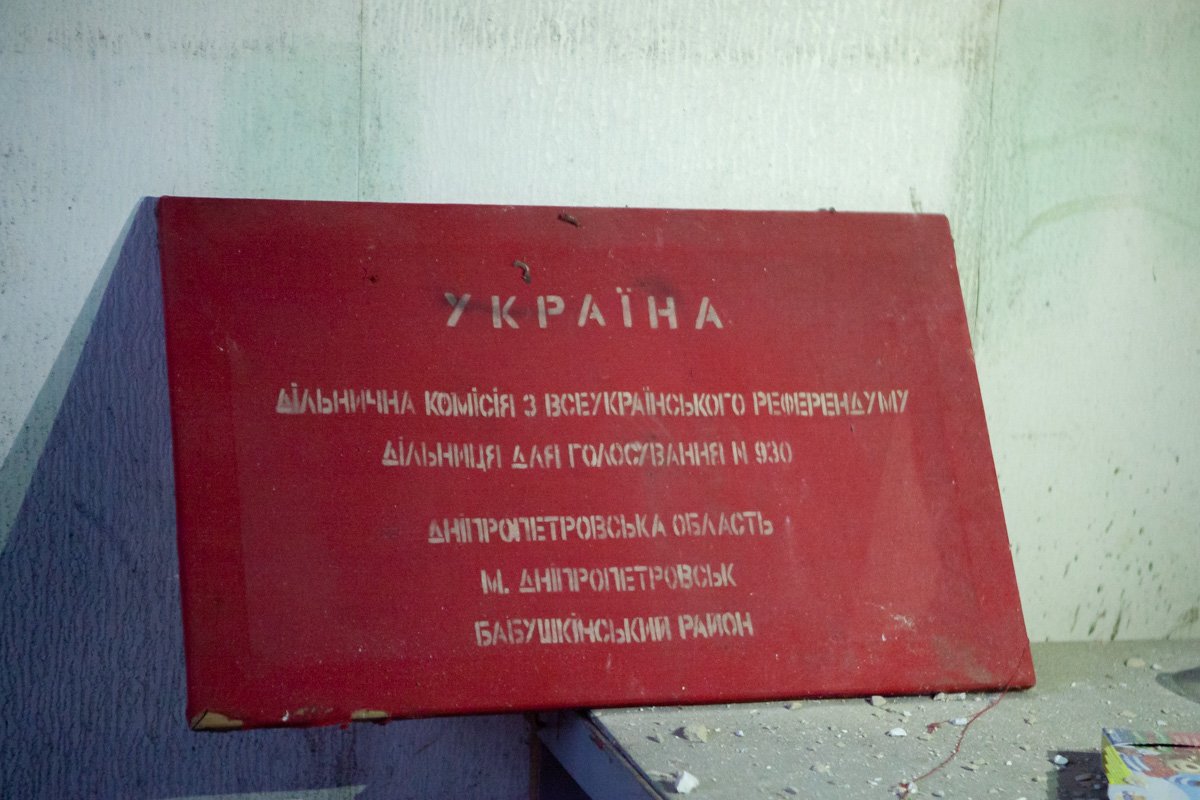 УКРАЇНА
ДІЛЬНИЧНА КОМІСІЯ З ВСЕУКРАЇНСЬКОГО РЕФЕРЕНДУМУ
ДІЛЬНИЦЯ ДЛЯ ГОЛОСУВАННЯ N 930
ДНІПРОПЕТРОВСЬКА ОБЛАСТЬ
М. ДНІПРОПЕТРОВСЬК
БАБУШКІНСЬКИЙ РАЙОН